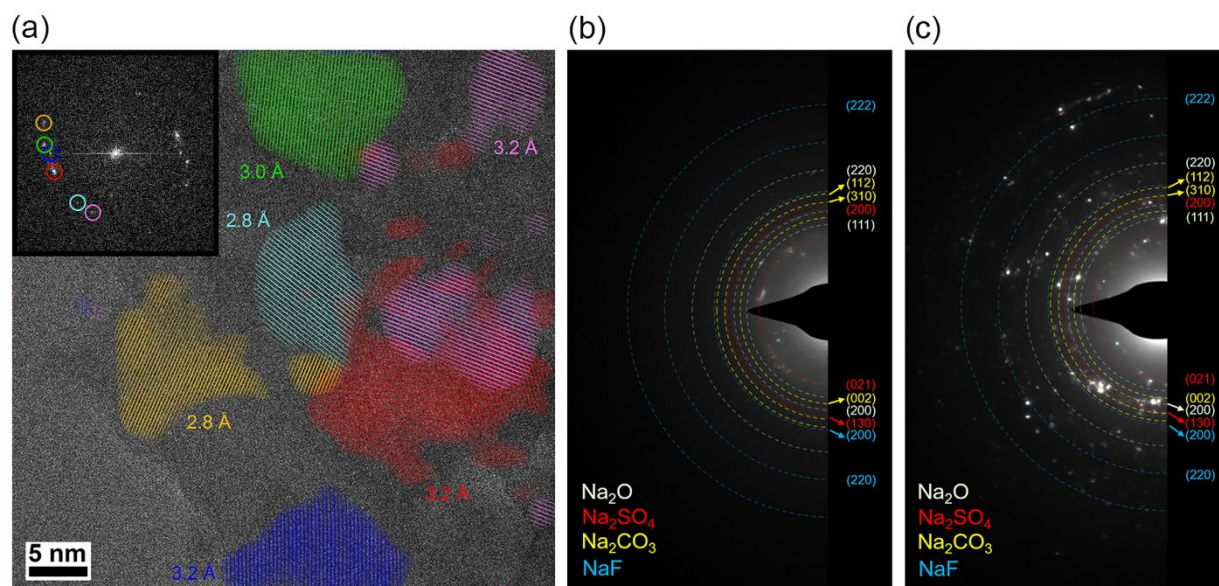 (a)
3.0 Å
3.2 Å
2.8 Å
2.8 Å
3.2 Å
3.2 Å
5 nm
(b)
(222)
(220)
(112)
(310)
(200)
(111)
(021)
(002)
(200)
(130)
(200)
(220)
Na₂O
Na₂SO₄
Na₂CO₃
NaF
(c)
(222)
(220)
(112)
(310)
(200)
(111)
(021)
(002)
(200)
(130)
(200)
(220)
Na₂O
Na₂SO₄
Na₂CO₃
NaF